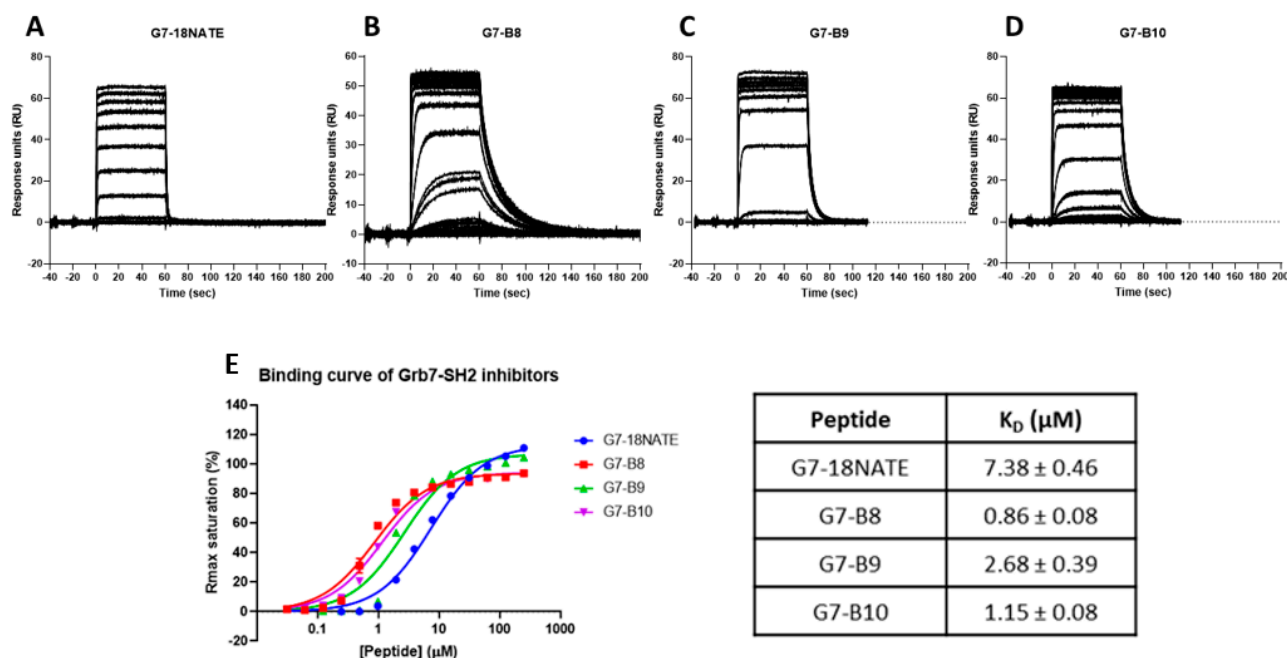 A
G7-18NATE
Response units (RU)
80
60
40
20
0
-20
-40 -20 0 20 40 60 80 100 120 140 160 180 200
Time (sec)
B
G7-B8
Response units (RU)
60
50
40
30
20
10
0
-10
-40 -20 0 20 40 60 80 100 120 140 160 180 200
Time (sec)
C
G7-B9
Response units (RU)
80
60
40
20
0
-20
-40 -20 0 20 40 60 80 100 120 140 160 180 200
Time (sec)
D
G7-B10
Response units (RU)
80
60
40
20
0
-20
-40 -20 0 20 40 60 80 100 120 140 160 180 200
Time (sec)
E
Binding curve of Grb7-SH2 inhibitors
Rmax saturation (%)
140
120
100
80
60
40
20
0
-20
0.1 1 10 100 1000
[Peptide] (μM)
G7-18NATE
G7-B8
G7-B9
G7-B10
Peptide K_D (μM)
G7-18NATE 7.38 ± 0.46
G7-B8 0.86 ± 0.08
G7-B9 2.68 ± 0.39
G7-B10 1.15 ± 0.08